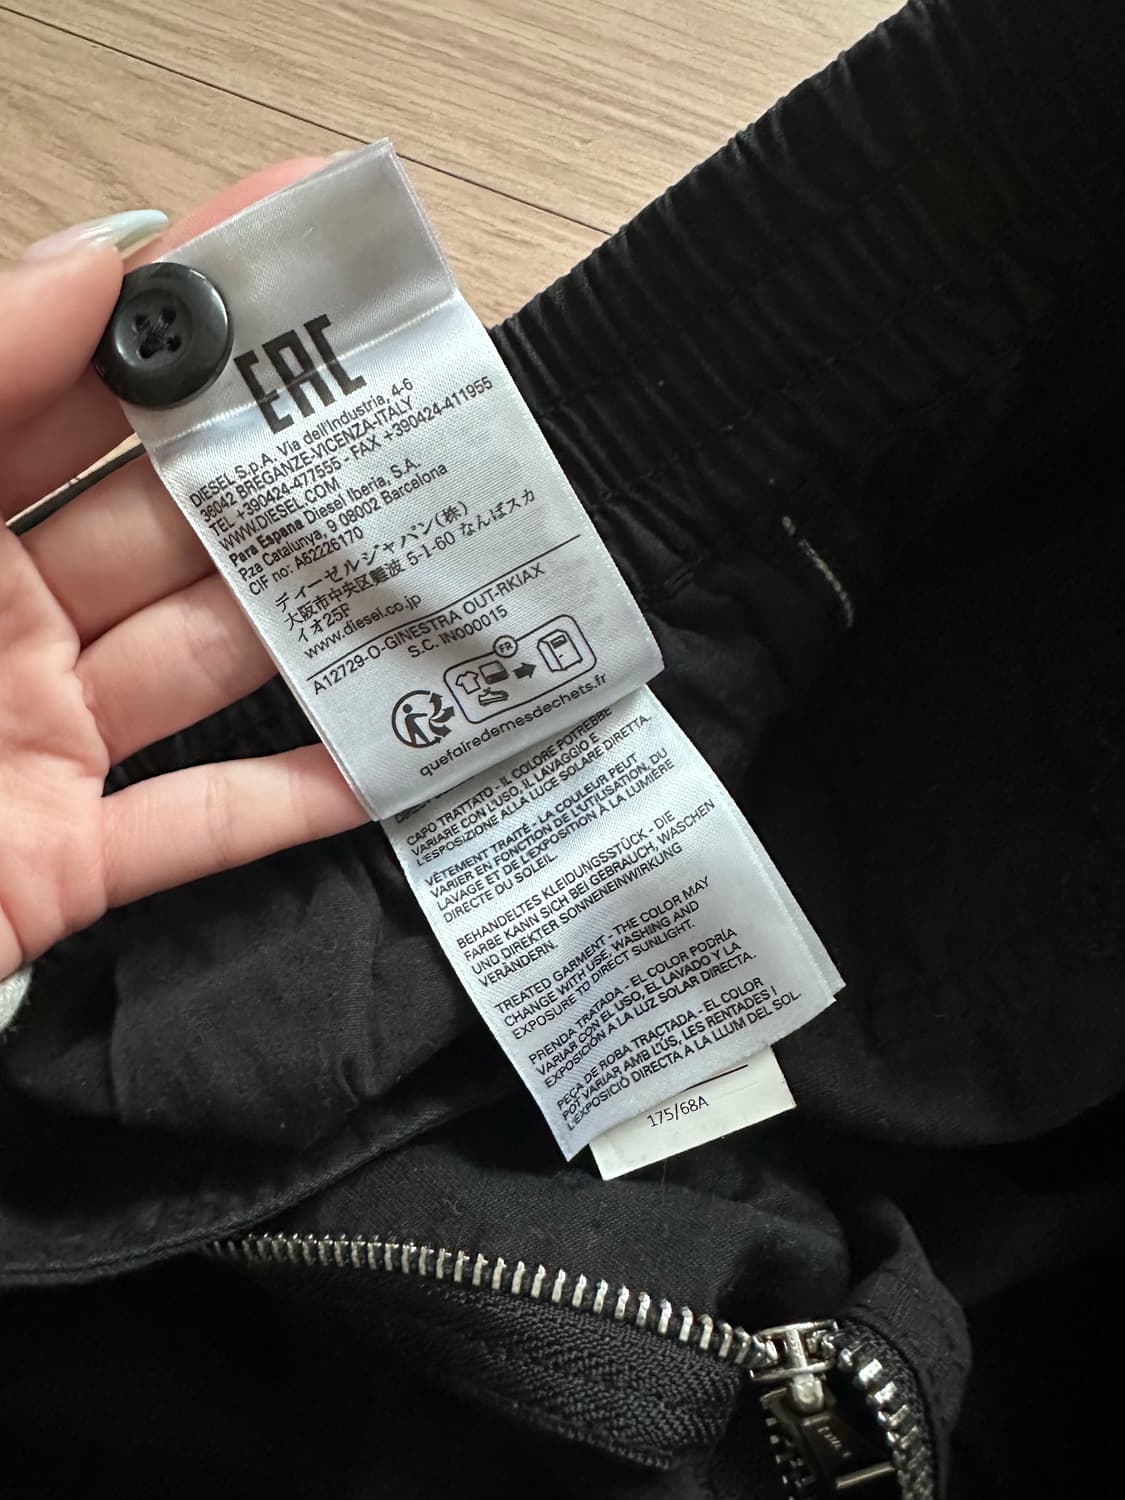 EAC
DIESEL S.p.A. Via dell'Industria, 4-6
36042 BREGANZE-VICENZA-ITALY
TEL +390424-477555 - FAX +390424-411955
WWW.DIESEL.COM
Para Espana Diesel Iberia, S.A.
P.za Catalunya, 9 08002 Barcelona
CIF no: A62226170
ディーゼルジャパン(株)
大阪市中央区難波 5-1-60 なんばスカ
イオ25F
www.diesel.co.jp
A12729-O-GINESTRA OUT-RKIAX
S.C. IN000015
FR
quefairedemesdechets.fr
CAPO TRATTATO - IL COLORE POTREBBE
VARIARE CON L'USO, IL LAVAGGIO E
L'ESPOSIZIONE ALLA LUCE SOLARE DIRETTA.
VÊTEMENT TRAITÉ - LA COULEUR PEUT
VARIER EN FONCTION DE L'UTILISATION, DU
LAVAGE ET DE L'EXPOSITION À LA LUMIÈRE
DIRECTE DU SOLEIL.
BEHANDELTES KLEIDUNGSSTÜCK - DIE
FARBE KANN SICH BEI GEBRAUCH, WASCHEN
UND DIREKTER SONNENEINWIRKUNG
VERÄNDERN.
TREATED GARMENT - THE COLOR MAY
CHANGE WITH USE, WASHING AND
EXPOSURE TO DIRECT SUNLIGHT.
PRENDA TRATADA - EL COLOR PODRÍA
VARIAR CON EL USO, EL LAVADO Y LA
EXPOSICIÓN A LA LUZ SOLAR DIRECTA.
PEÇA DE ROBA TRACTADA - EL COLOR
POT VARIAR AMB L'ÚS, LES RENTADES I
L'EXPOSICIÓ DIRECTA A LA LLUM DEL SOL.
175/68A